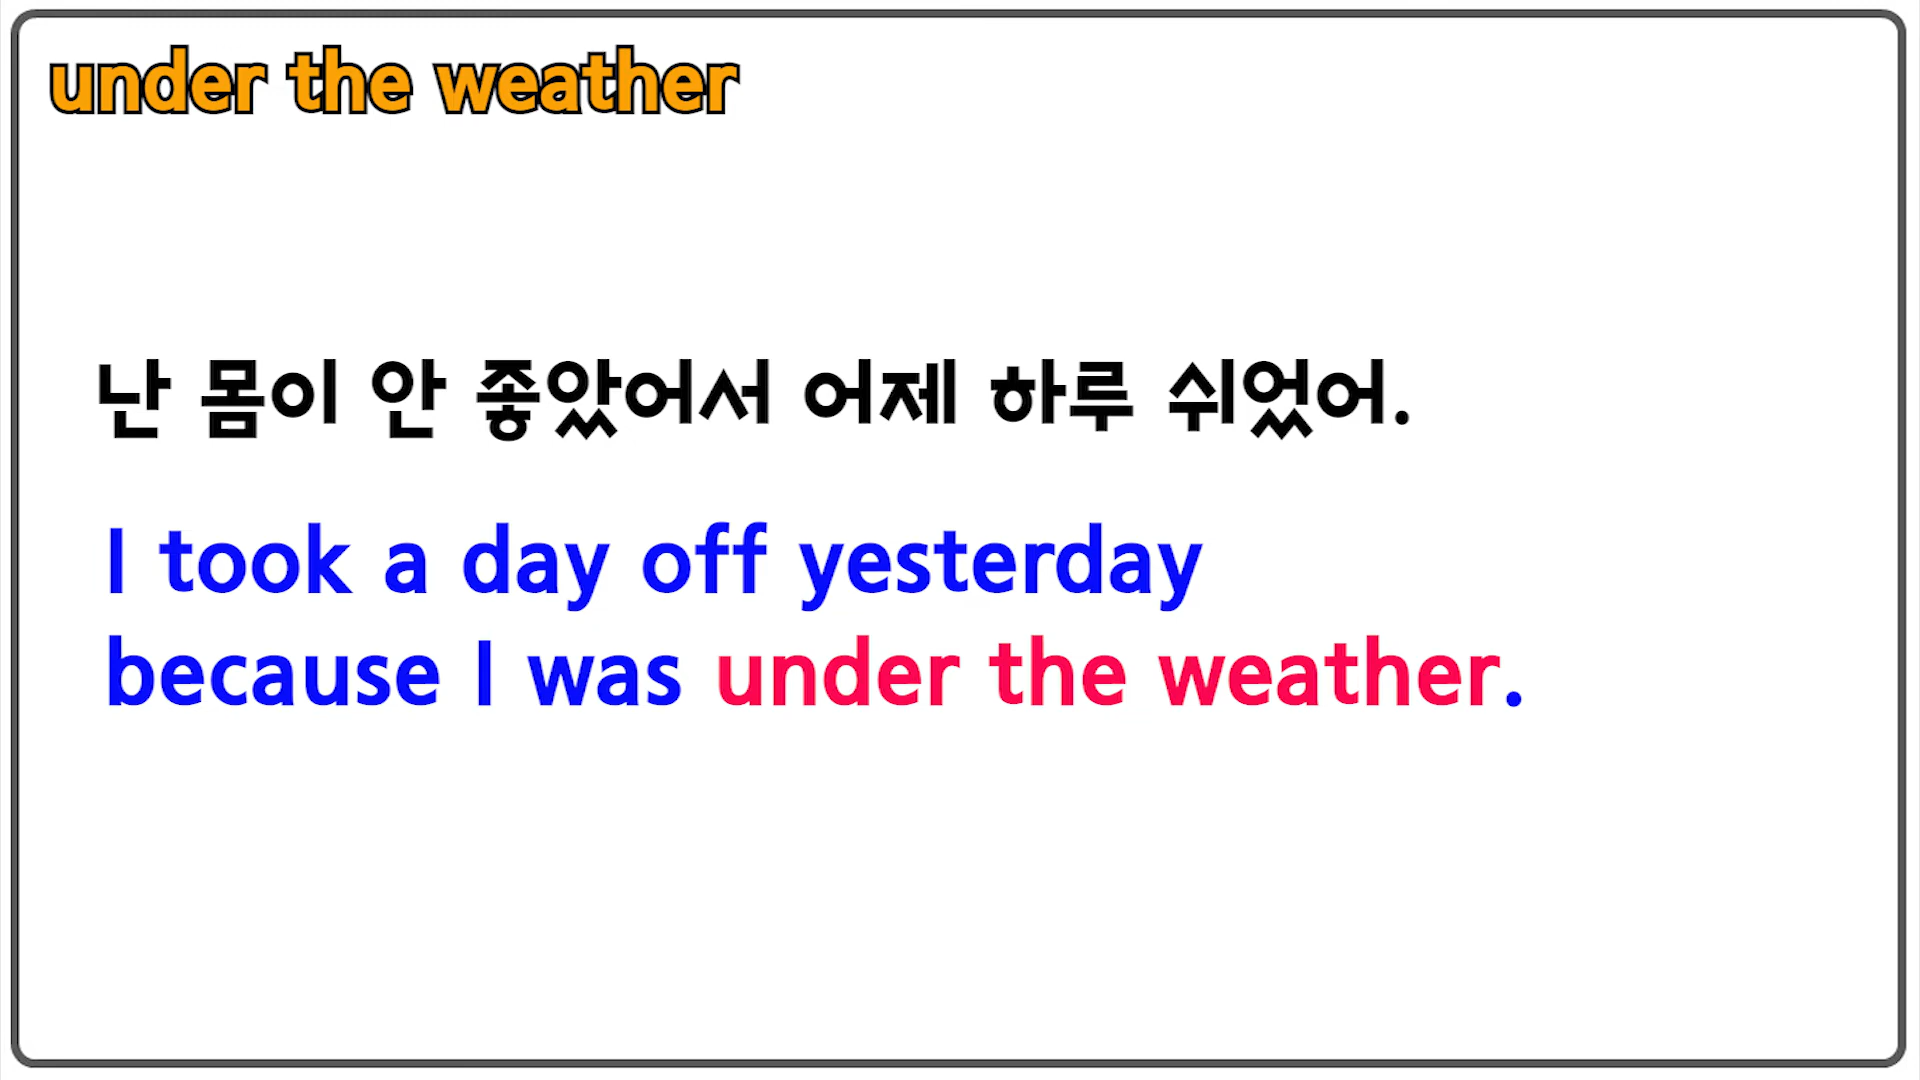 under the weather
난 몸이 안 좋았어서 어제 하루 쉬었어.
I took a day off yesterday
because I was under the weather.